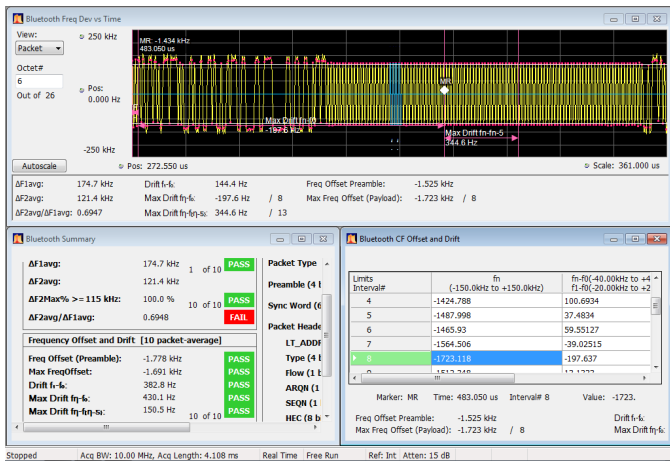 Bluetooth Freq Dev vs Time
View:
Packet
Octet#
6
Out of 26
250 kHz
Pos:
0.000 Hz
-250 kHz
MR: -1.434 kHz
483.050 us
MR
Max Drift fn-f0
-197.6 Hz
Max Drift fn-fn-5
344.6 Hz
Autoscale
Pos: 272.550 us
Scale: 361.000 us
ΔF1avg: 174.7 kHz Drift f₁-f₀: 144.4 Hz Freq Offset Preamble: -1.525 kHz
ΔF2avg: 121.4 kHz Max Drift fn-f₀: -197.6 Hz / 8 Max Freq Offset (Payload): -1.723 kHz / 8
ΔF2avg/ΔF1avg: 0.6947 Max Drift fn-fn-5: 344.6 Hz / 13
Bluetooth Summary
ΔF1avg: 174.7 kHz 1 of 10 PASS
ΔF2avg: 121.4 kHz
ΔF2Max% >= 115 kHz: 100.0 % 10 of 10 PASS
ΔF2avg/ΔF1avg: 0.6948 FAIL
Frequency Offset and Drift [10 packet-average]
Freq Offset (Preamble): -1.778 kHz PASS
Max FreqOffset: -1.691 kHz PASS
Drift f₁-f₀: 382.8 Hz PASS
Max Drift fn-f₀: 430.1 Hz PASS
Max Drift fn-fn-5: 150.5 Hz 10 of 10 PASS
Packet Type
Preamble (4 b
Sync Word (6
Packet Heade
LT_ADDR
Type (4 b
Flow (1 b
ARQN (1
SEQN (1
HEC (8 b
Bluetooth CF Offset and Drift
Limits fn fn-f0(-40.00kHz to +4
Interval# (-150.0kHz to +150.0kHz) f1-f0(-20.00kHz to +2
4 -1424.788 100.6934
5 -1487.998 37.4834
6 -1465.93 59.55127
7 -1564.506 -39.02515
8 -1723.118 -197.637
Marker: MR Time: 483.050 us Interval# 8 Value: -1723.
Freq Offset Preamble: -1.525 kHz Drift f₁-f₀:
Max Freq Offset (Payload): -1.723 kHz / 8 Max Drift fn-f₀:
Stopped Acq BW: 10.00 MHz, Acq Length: 4.108 ms Real Time Free Run Ref: Int Atten: 15 dB